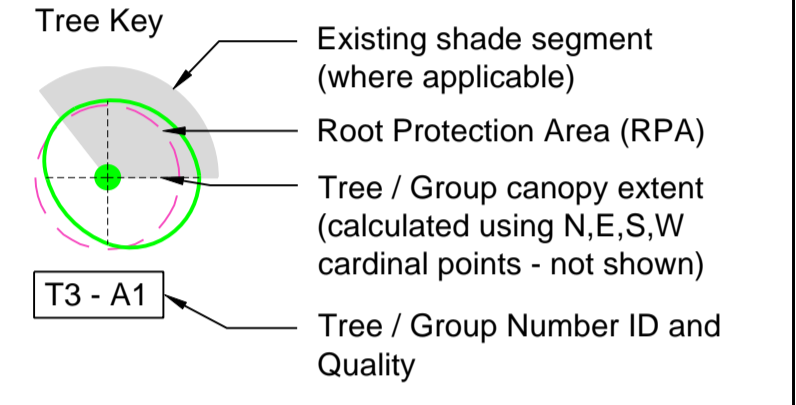 Tree Key
Existing shade segment
(where applicable)
Root Protection Area (RPA)
Tree / Group canopy extent
(calculated using N,E,S,W
cardinal points - not shown)
T3 - A1
Tree / Group Number ID and
Quality